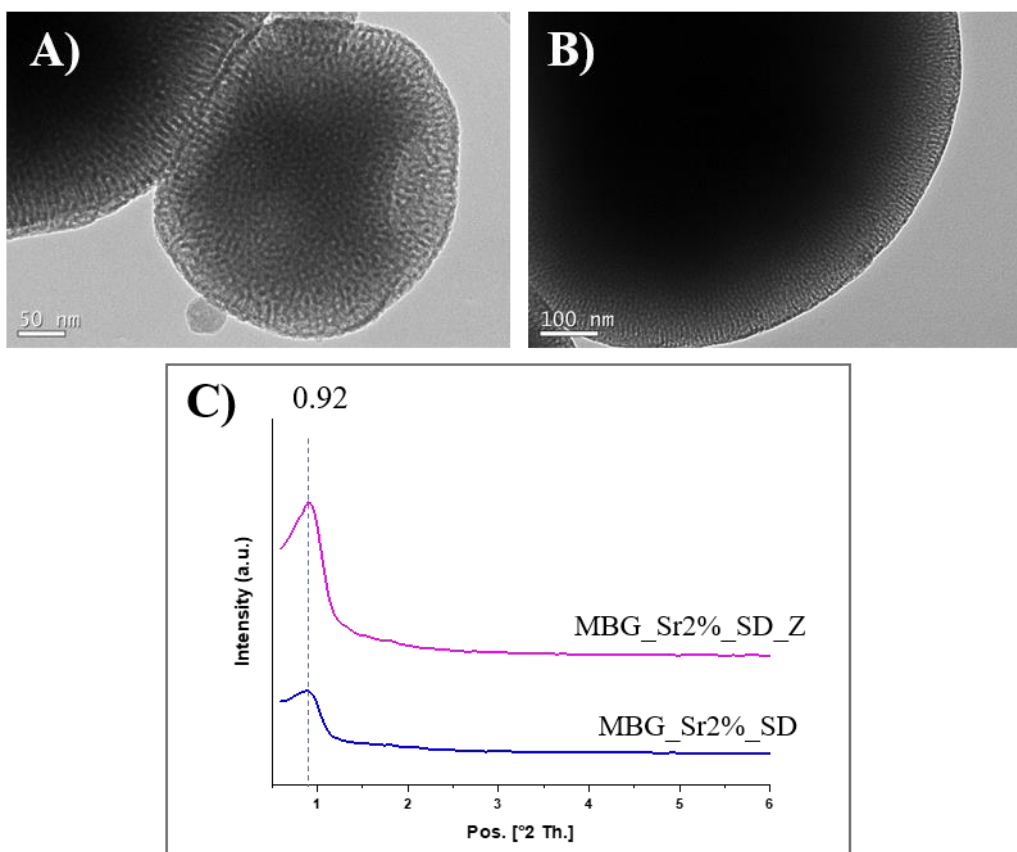 A)
B)
50 nm
100 nm
C)
0.92
MBG_Sr2%_SD_Z
MBG_Sr2%_SD
Intensity (a.u.)
1 2 3 4 5 6
Pos. [°2 Th.]